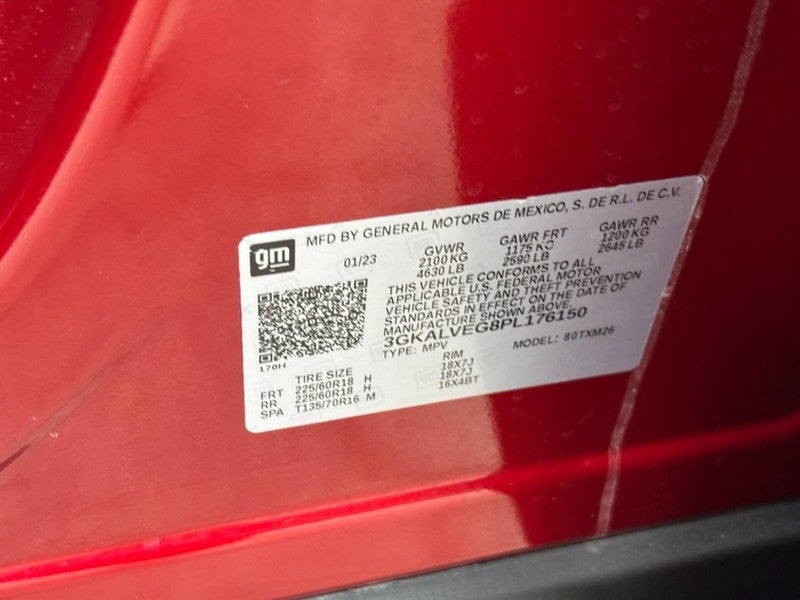 gm
MFD BY GENERAL MOTORS DE MEXICO, S. DE R.L. DE C.V.
01/23
GVWR GAWR FRT GAWR RR
2100 KG 1175 KG 1200 KG
4630 LB 2590 LB 2645 LB
THIS VEHICLE CONFORMS TO ALL
APPLICABLE U.S. FEDERAL MOTOR
VEHICLE SAFETY AND THEFT PREVENTION
STANDARDS IN EFFECT ON THE DATE OF
MANUFACTURE SHOWN ABOVE.
3GKALVEG8PL176150
TYPE: MPV MODEL: 80TXM26
170H
TIRE SIZE RIM
FRT 225/60R18 H 18X7J
RR 225/60R18 H 18X7J
SPA T135/70R16 M 16X4BT